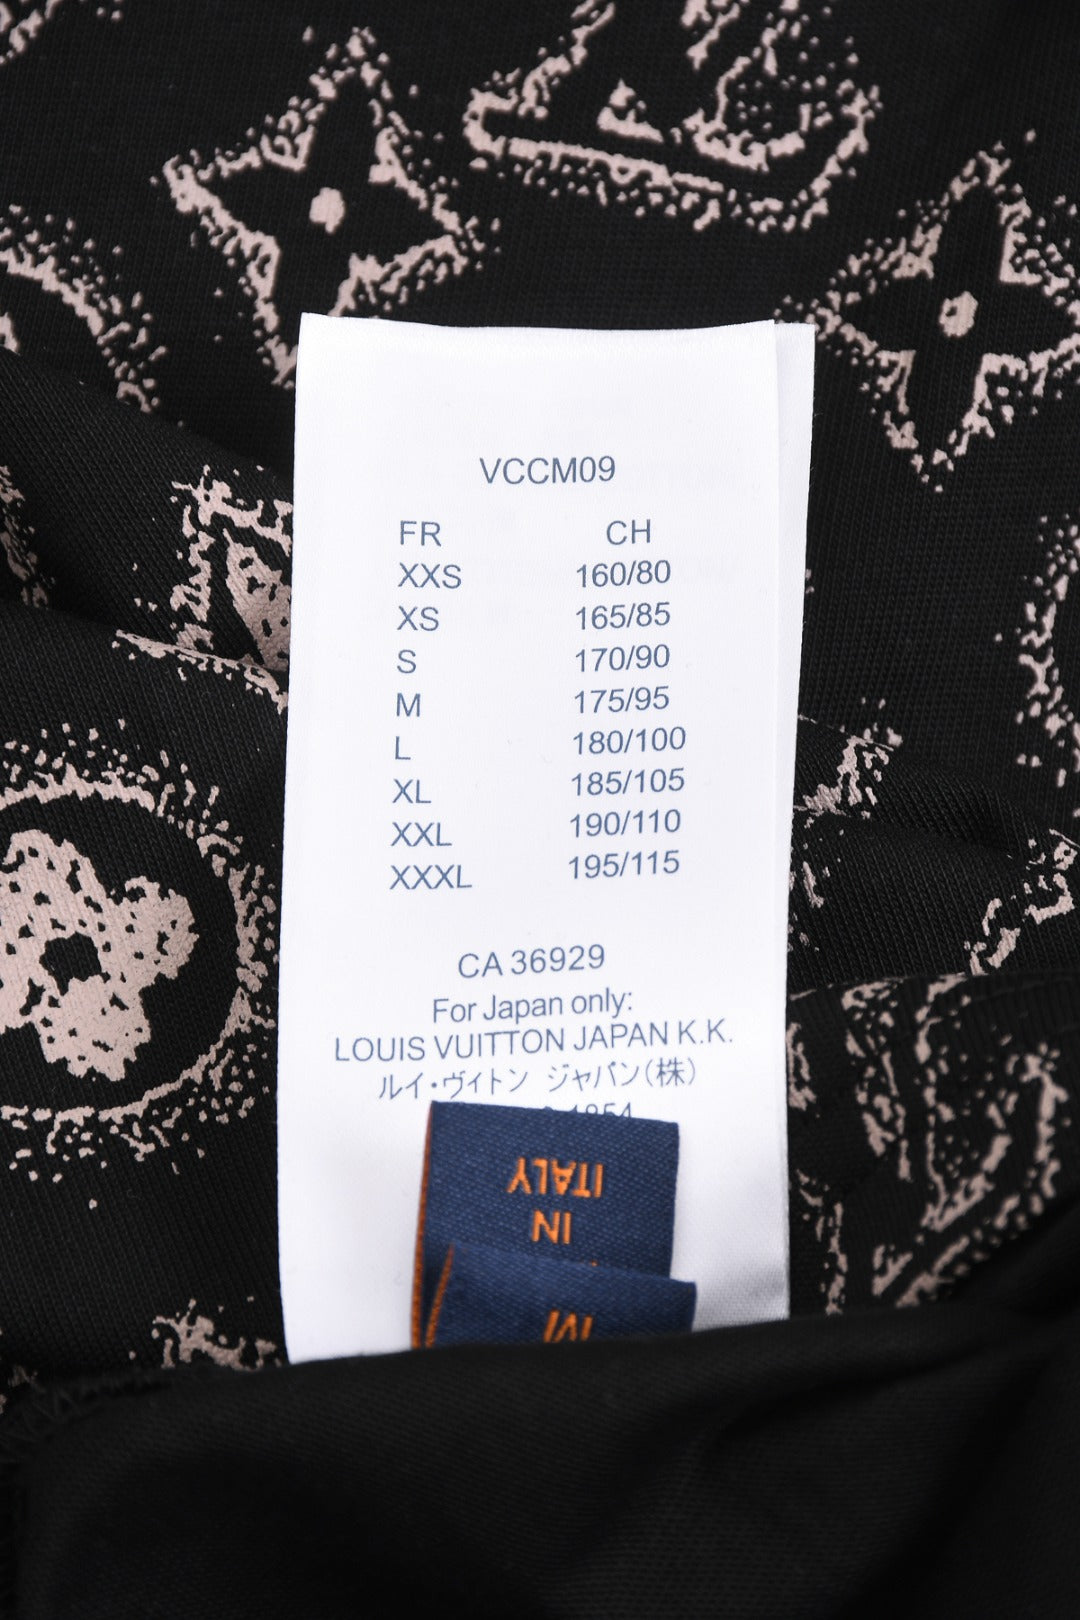 VCCM09
FR CH
XXS 160/80
XS 165/85
S 170/90
M 175/95
L 180/100
XL 185/105
XXL 190/110
XXXL 195/115
CA 36929
For Japan only:
LOUIS VUITTON JAPAN K.K.
ルイ・ヴィトン ジャパン(株)
1854
ITALY
IN
M